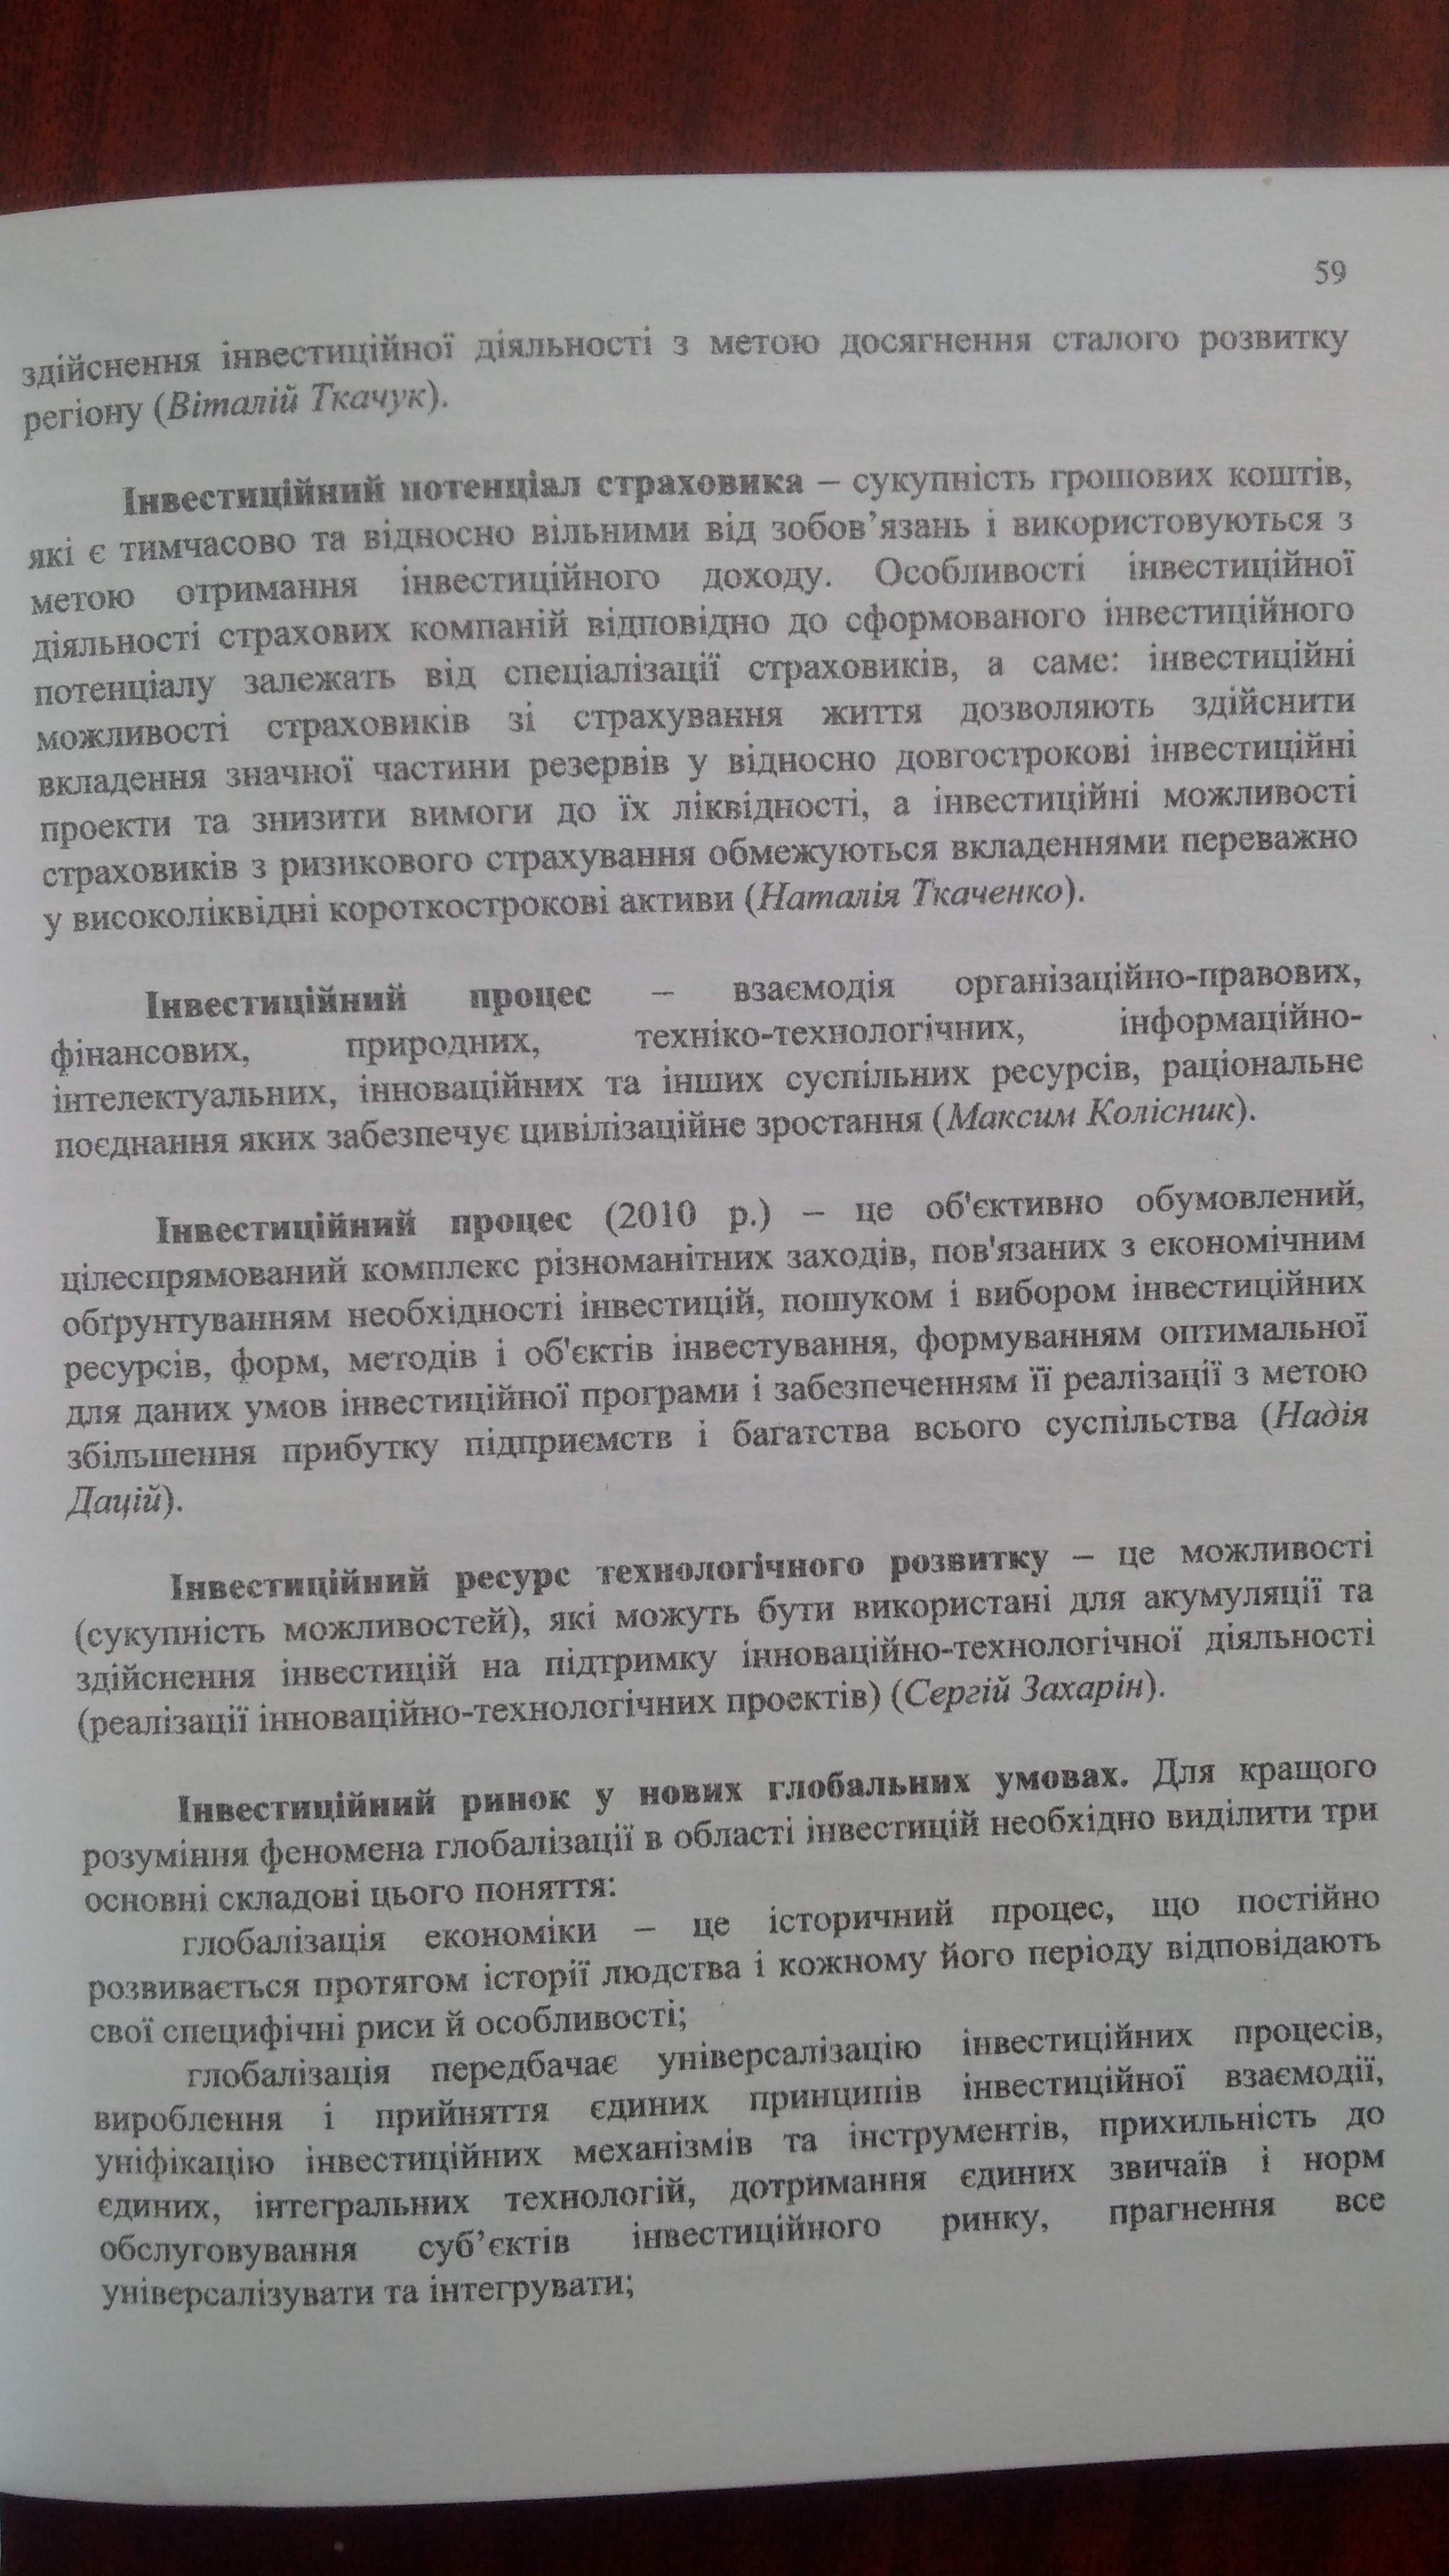 59
здійснення інвестиційної діяльності з метою досягнення сталого розвитку
регіону (Віталій Ткачук).
Інвестиційний потенціал страховика – сукупність грошових коштів,
які є тимчасово та відносно вільними від зобов’язань і використовуються з
метою отримання інвестиційного доходу. Особливості інвестиційної
діяльності страхових компаній відповідно до сформованого інвестиційного
потенціалу залежать від спеціалізації страховиків, а саме: інвестиційні
можливості страховиків зі страхування життя дозволяють здійснити
вкладення значної частини резервів у відносно довгострокові інвестиційні
проекти та знизити вимоги до їх ліквідності, а інвестиційні можливості
страховиків з ризикового страхування обмежуються вкладеннями переважно
у високоліквідні короткострокові активи (Наталія Ткаченко).
Інвестиційний процес – взаємодія організаційно-правових,
фінансових, природних, техніко-технологічних, інформаційно-
інтелектуальних, інноваційних та інших суспільних ресурсів, раціональне
поєднання яких забезпечує цивілізаційне зростання (Максим Колісник).
Інвестиційний процес (2010 р.) – це об'єктивно обумовлений,
цілеспрямований комплекс різноманітних заходів, пов'язаних з економічним
обґрунтуванням необхідності інвестицій, пошуком і вибором інвестиційних
ресурсів, форм, методів і об'єктів інвестування, формуванням оптимальної
для даних умов інвестиційної програми і забезпеченням її реалізації з метою
збільшення прибутку підприємств і багатства всього суспільства (Надія
Дацій).
Інвестиційний ресурс технологічного розвитку – це можливості
(сукупність можливостей), які можуть бути використані для акумуляції та
здійснення інвестицій на підтримку інноваційно-технологічної діяльності
(реалізації інноваційно-технологічних проектів) (Сергій Захарін).
Інвестиційний ринок у нових глобальних умовах. Для кращого
розуміння феномена глобалізації в області інвестицій необхідно виділити три
основні складові цього поняття:
глобалізація економіки – це історичний процес, що постійно
розвивається протягом історії людства і кожному його періоду відповідають
свої специфічні риси й особливості;
глобалізація передбачає універсалізацію інвестиційних процесів,
вироблення і прийняття єдиних принципів інвестиційної взаємодії,
уніфікацію інвестиційних механізмів та інструментів, прихильність до
єдиних, інтегральних технологій, дотримання єдиних звичаїв і норм
обслуговування суб’єктів інвестиційного ринку, прагнення все
універсалізувати та інтегрувати;